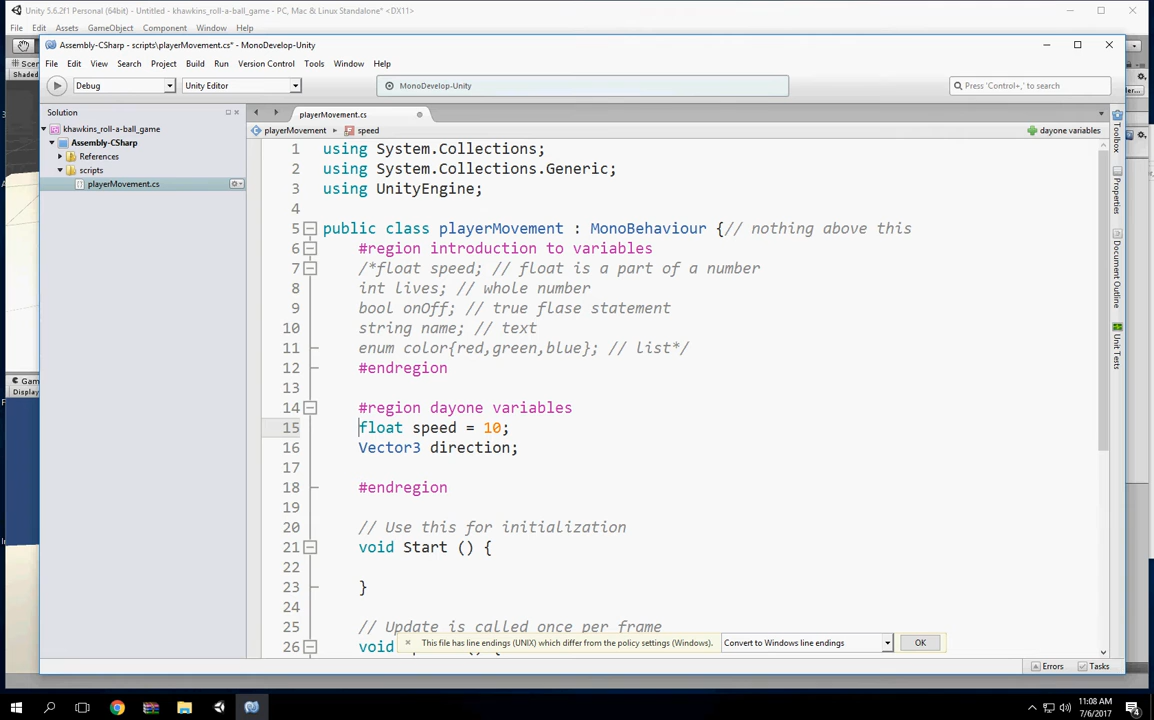 Unity 5.6.2f1 Personal (64bit) - Untitled - khawkins_roll-a-ball_game - PC, Mac & Linux Standalone* <DX11>
File Edit Assets GameObject Component Window Help
Assembly-CSharp - scripts\playerMovement.cs* - MonoDevelop-Unity
File Edit View Search Project Build Run Version Control Tools Window Help
Debug Unity Editor MonoDevelop-Unity Press 'Control+,' to search
Shaded
Solution
khawkins_roll-a-ball_game
Assembly-CSharp
References
scripts
playerMovement.cs
Gam
Display
playerMovement.cs
playerMovement speed dayone variables
1 using System.Collections;
2 using System.Collections.Generic;
3 using UnityEngine;
4
5 public class playerMovement : MonoBehaviour {// nothing above this
6 #region introduction to variables
7 /*float speed; // float is a part of a number
8 int lives; // whole number
9 bool onOff; // true flase statement
10 string name; // text
11 enum color{red,green,blue}; // list*/
12 #endregion
13
14 #region dayone variables
15 float speed = 10;
16 Vector3 direction;
17
18 #endregion
19
20 // Use this for initialization
21 void Start () {
22
23 }
24
25 // Update is called once per frame
26 void
This file has line endings (UNIX) which differ from the policy settings (Windows). Convert to Windows line endings OK
Toolbox
Properties
Document Outline
Unit Tests
Errors Tasks
11:08 AM
7/6/2017
4